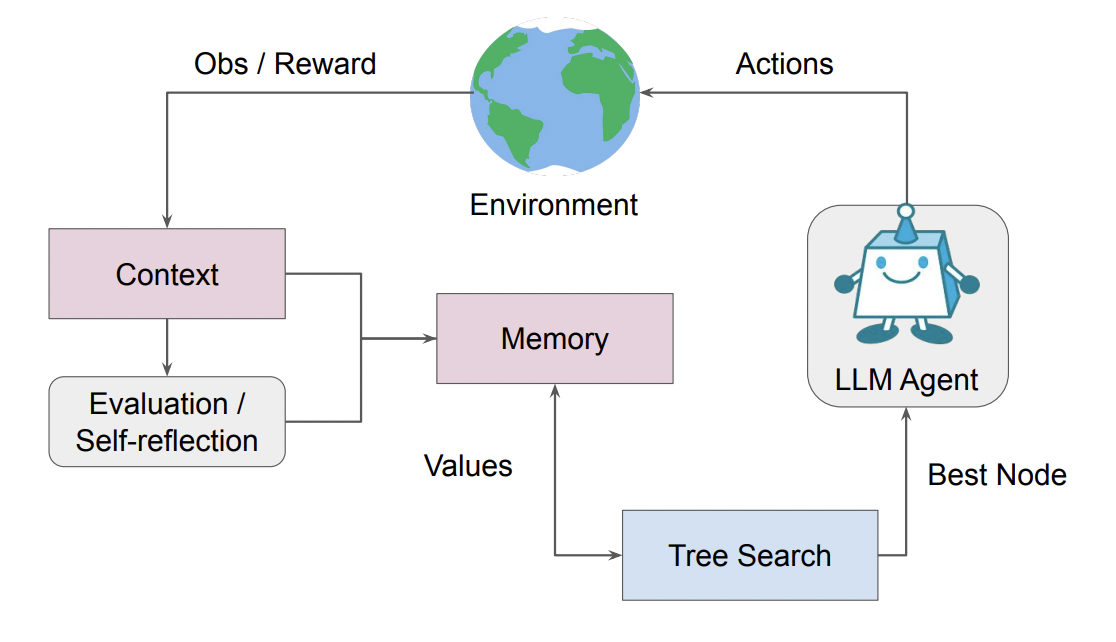 Obs / Reward
Actions
Environment
Context
Memory
LLM Agent
Evaluation /
Self-reflection
Values
Best Node
Tree Search